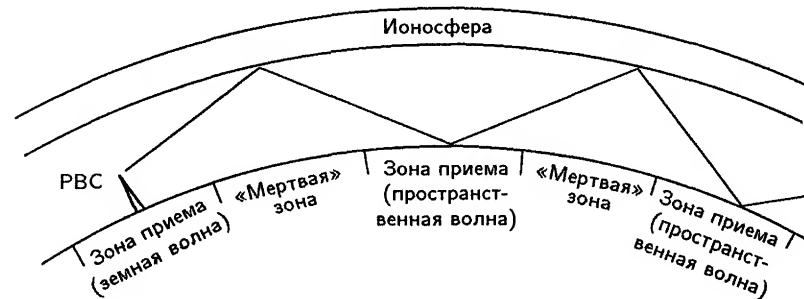 Ионосфера
РВС
Зона приема
(земная волна)
«Мертвая»
зона
Зона приема
(пространст-
венная волна)
«Мертвая»
зона
Зона приема
(пространст-
венная волна)